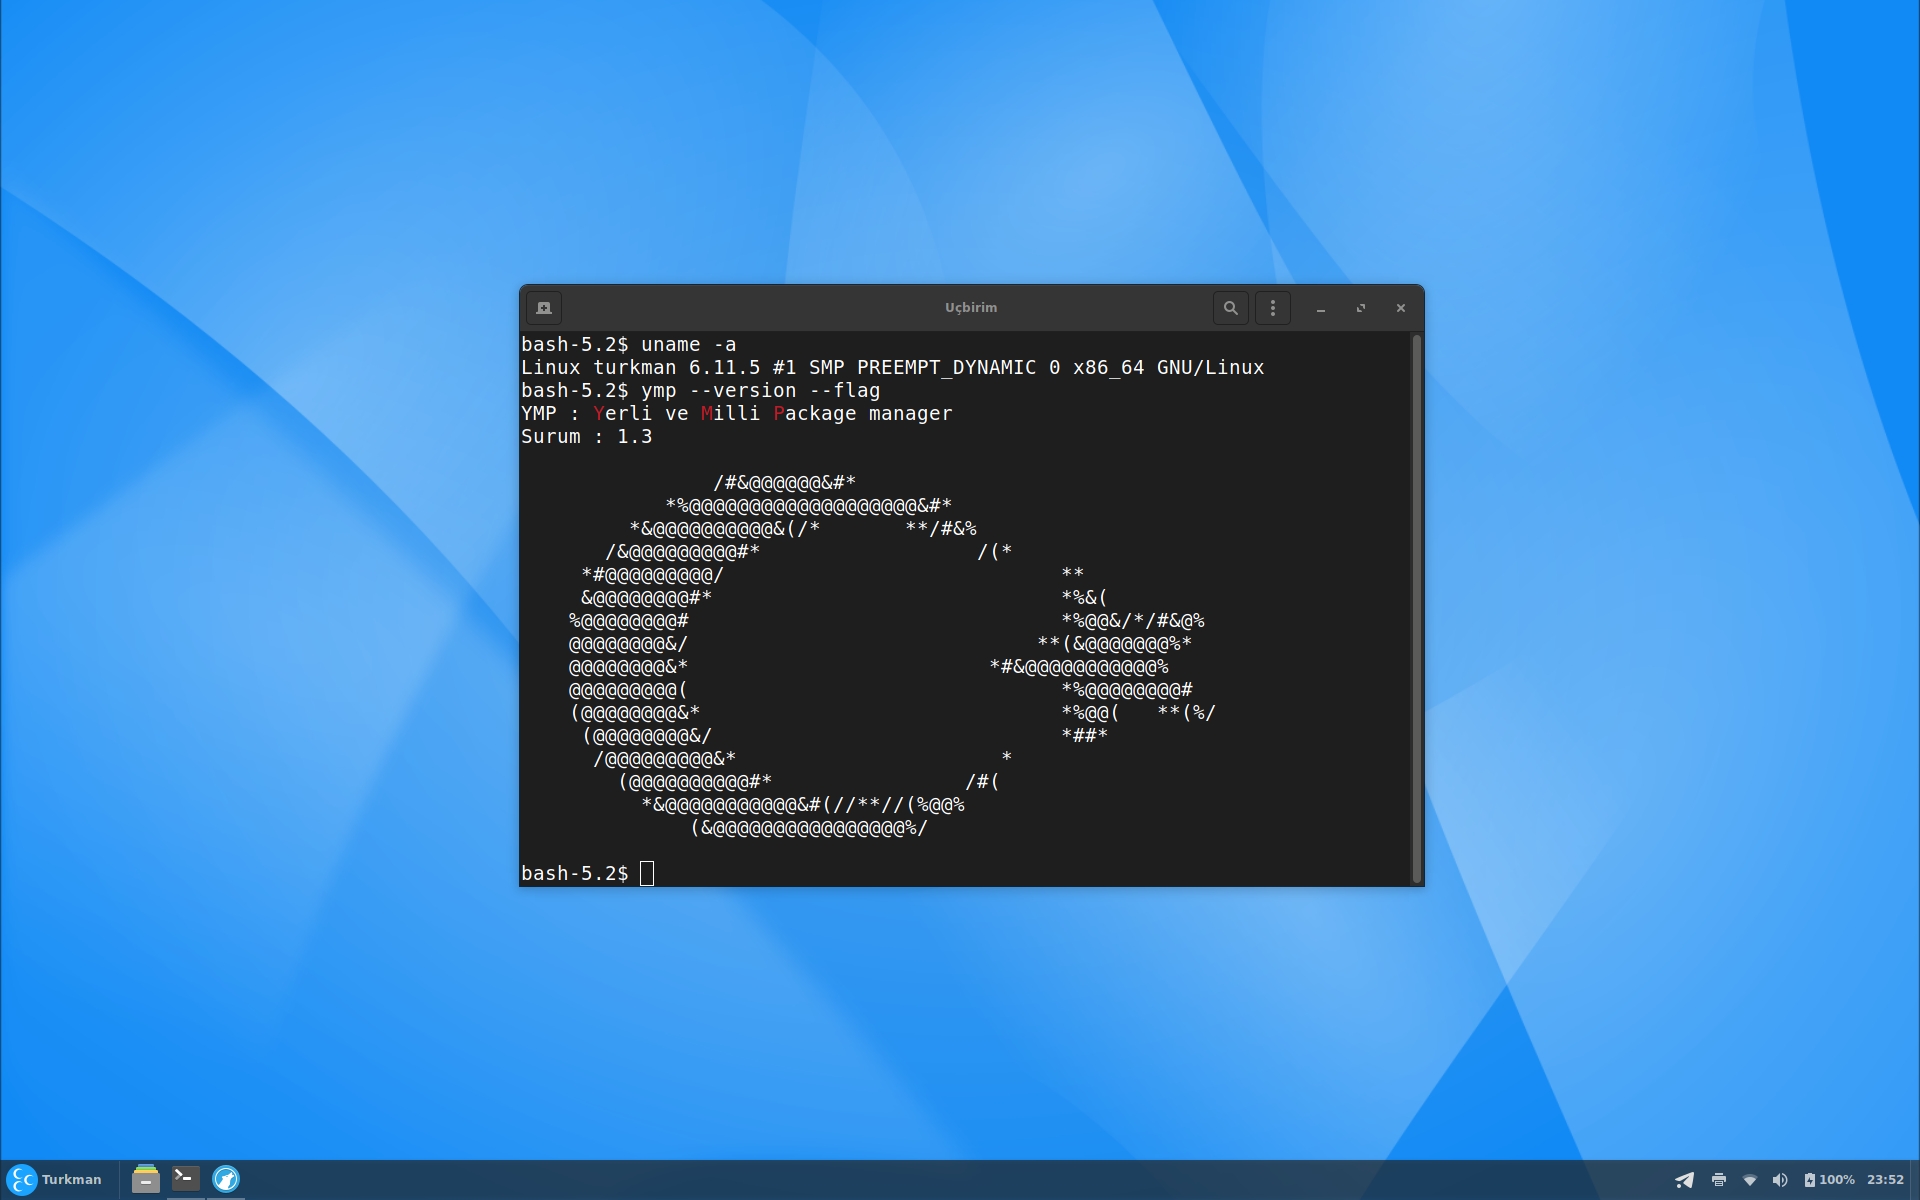 Uçbirim
bash-5.2$ uname -a
Linux turkman 6.11.5 #1 SMP PREEMPT_DYNAMIC 0 x86_64 GNU/Linux
bash-5.2$ ymp --version --flag
YMP : Yerli ve Milli Package manager
Surum : 1.3
                /#&@@@@@@&#*
            *%@@@@@@@@@@@@@@@@@@@&#*
         *&@@@@@@@@@@&(/*       **/#&%
       /&@@@@@@@@@#*                  /(*
     *#@@@@@@@@@/                            **
     &@@@@@@@@#*                             *%&(
    %@@@@@@@@#                               *%@@&/*/#&@%
    @@@@@@@@&/                             **(&@@@@@@@%*
    @@@@@@@@&*                         *#&@@@@@@@@@@@%
    @@@@@@@@@(                               *%@@@@@@@@#
    (@@@@@@@@&*                              *%@@(   **(%/
     (@@@@@@@@&/                             *##*
      /@@@@@@@@@&*                      *
        (@@@@@@@@@@#*                /#(
          *&@@@@@@@@@@@&#(//**//(%@@%
              (&@@@@@@@@@@@@@@@@%/
bash-5.2$
Turkman
100% 23:52